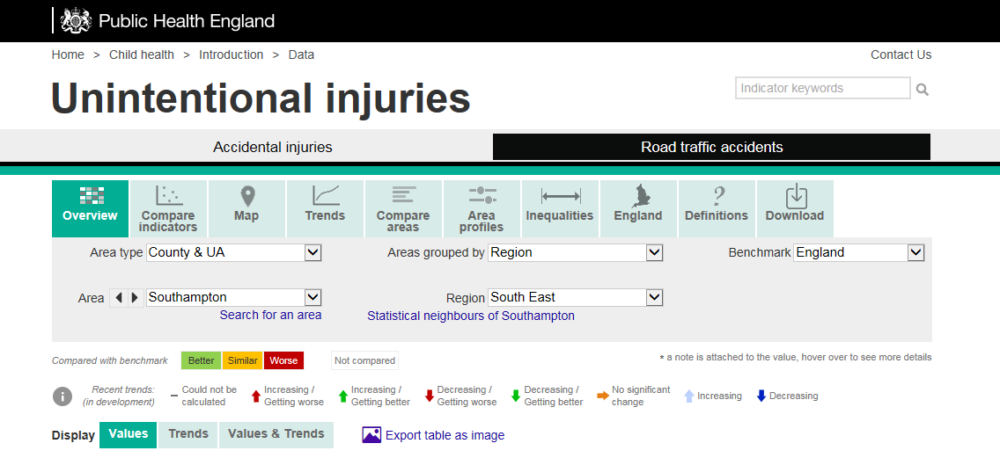 Public Health England
Home > Child health > Introduction > Data
Contact Us
Unintentional injuries
Indicator keywords
Accidental injuries
Road traffic accidents
Overview
Compare indicators
Map
Trends
Compare areas
Area profiles
Inequalities
England
Definitions
Download
Area type County & UA
Areas grouped by Region
Benchmark England
Area Southampton
Region South East
Search for an area
Statistical neighbours of Southampton
Compared with benchmark Better Similar Worse Not compared
* a note is attached to the value, hover over to see more details
Recent trends:
(in development)
Could not be
calculated
Increasing /
Getting worse
Increasing /
Getting better
Decreasing /
Getting worse
Decreasing /
Getting better
No significant
change
Increasing
Decreasing
Display Values Trends Values & Trends
Export table as image